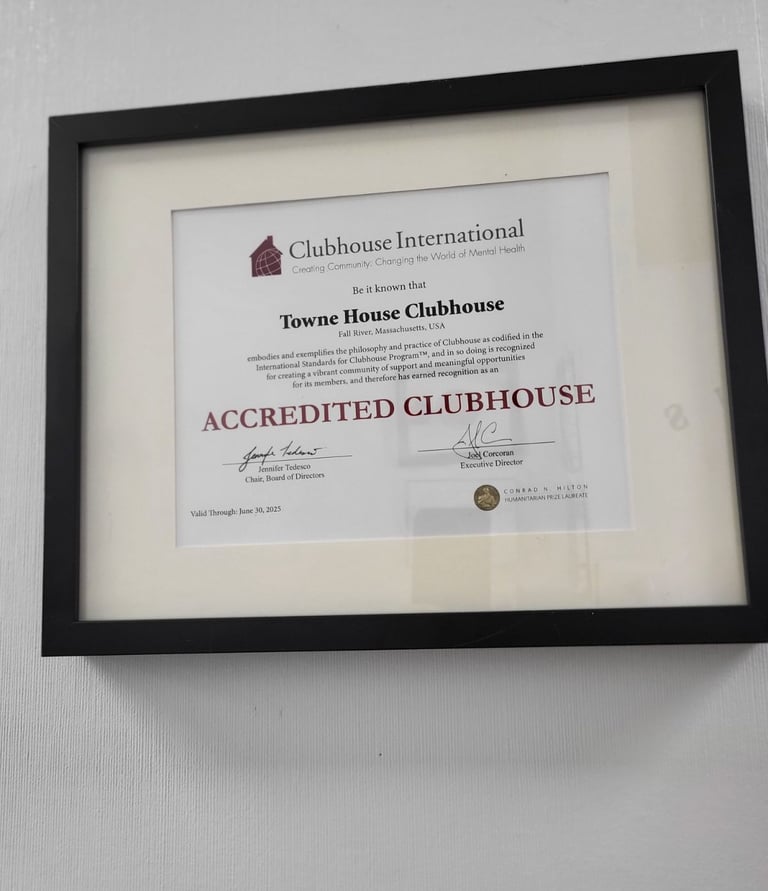 Clubhouse International
Creating Community: Changing the World of Mental Health
Be it known that
Towne House Clubhouse
Fall River, Massachusetts, USA
embodies and exemplifies the philosophy and practice of Clubhouse as codified in the
International Standards for Clubhouse Program™, and in so doing is recognized
for creating a vibrant community of support and meaningful opportunities
for its members, and therefore has earned recognition as an
ACCREDITED CLUBHOUSE
Jennifer Tedesco
Jennifer Tedesco
Chair, Board of Directors
Joel Corcoran
Executive Director
CONRAD N. HILTON
HUMANITARIAN PRIZE LAUREATE
Valid Through: June 30, 2025